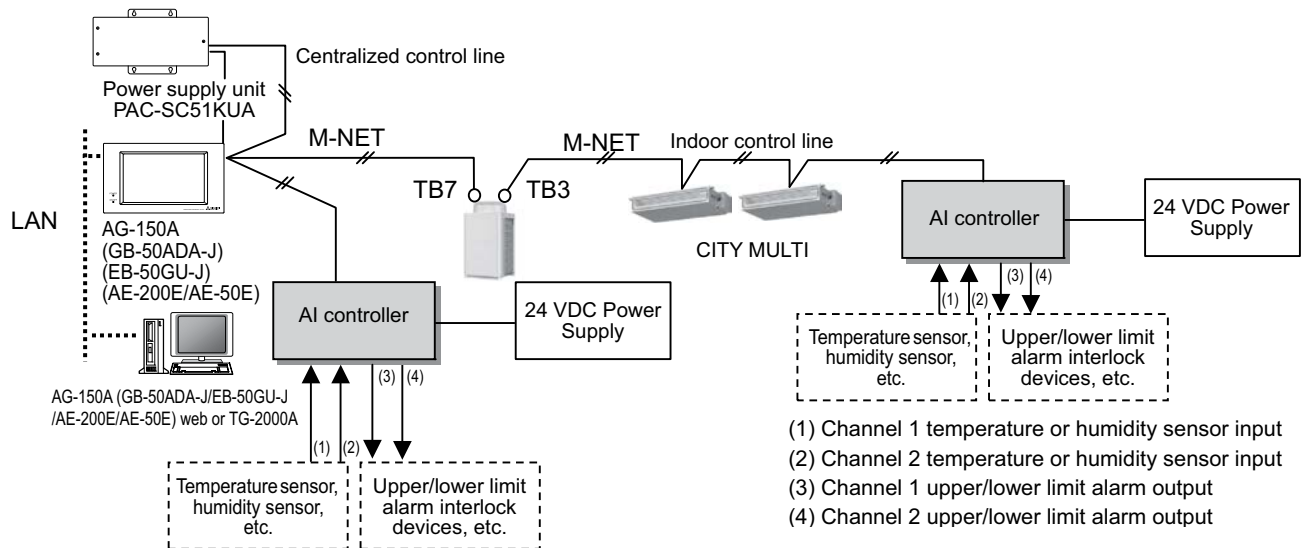 Centralized control line
Power supply unit
PAC-SC51KUA
M-NET
M-NET
Indoor control line
TB7
TB3
LAN
AG-150A
(GB-50ADA-J)
(EB-50GU-J)
(AE-200E/AE-50E)
CITY MULTI
AI controller
24 VDC Power
Supply
(1)
(2)
(3)
(4)
Temperature sensor,
humidity sensor,
etc.
Upper/lower limit
alarm interlock
devices, etc.
AI controller
24 VDC Power
Supply
AG-150A (GB-50ADA-J/EB-50GU-J
/AE-200E/AE-50E) web or TG-2000A
(1)
(2)
(3)
(4)
Temperature sensor,
humidity sensor,
etc.
Upper/lower limit
alarm interlock
devices, etc.
(1) Channel 1 temperature or humidity sensor input
(2) Channel 2 temperature or humidity sensor input
(3) Channel 1 upper/lower limit alarm output
(4) Channel 2 upper/lower limit alarm output